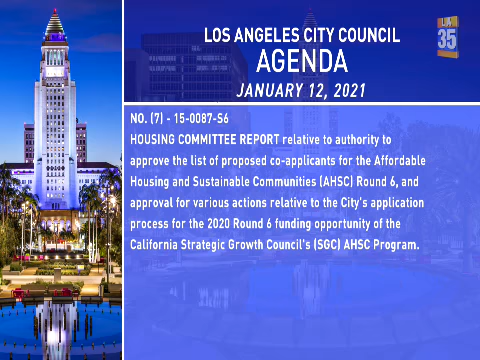 LOS ANGELES CITY COUNCIL
AGENDA
JANUARY 12, 2021
35
NO. (7) - 15-0087-S6
HOUSING COMMITTEE REPORT relative to authority to
approve the list of proposed co-applicants for the Affordable
Housing and Sustainable Communities (AHSC) Round 6, and
approval for various actions relative to the City's application
process for the 2020 Round 6 funding opportunity of the
California Strategic Growth Council's (SGC) AHSC Program.